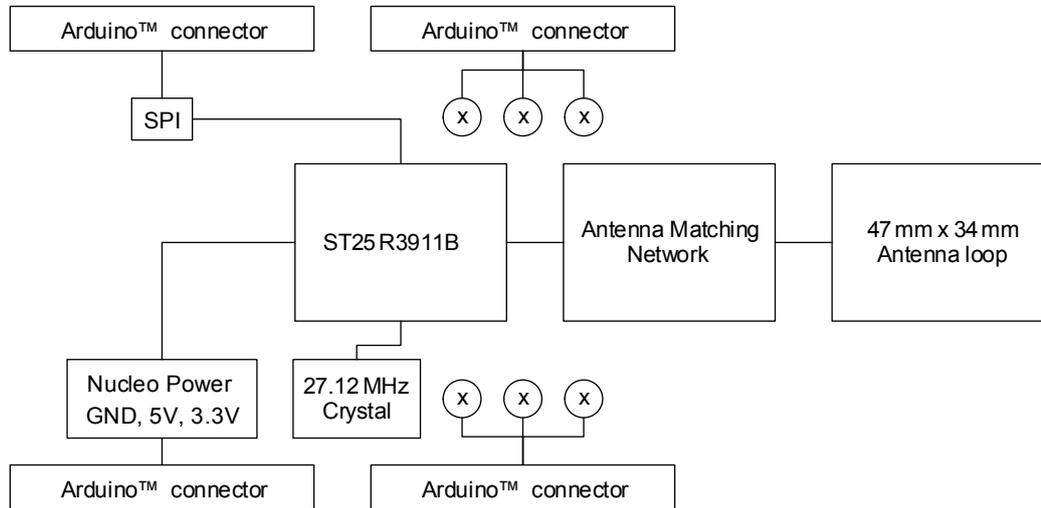 Arduino™ connector
Arduino™ connector
SPI
X
X
X
ST25R3911B
Antenna Matching
Network
47 mm x 34 mm
Antenna loop
Nucleo Power
GND, 5V, 3.3V
27.12 MHz
Crystal
X
X
X
Arduino™ connector
Arduino™ connector